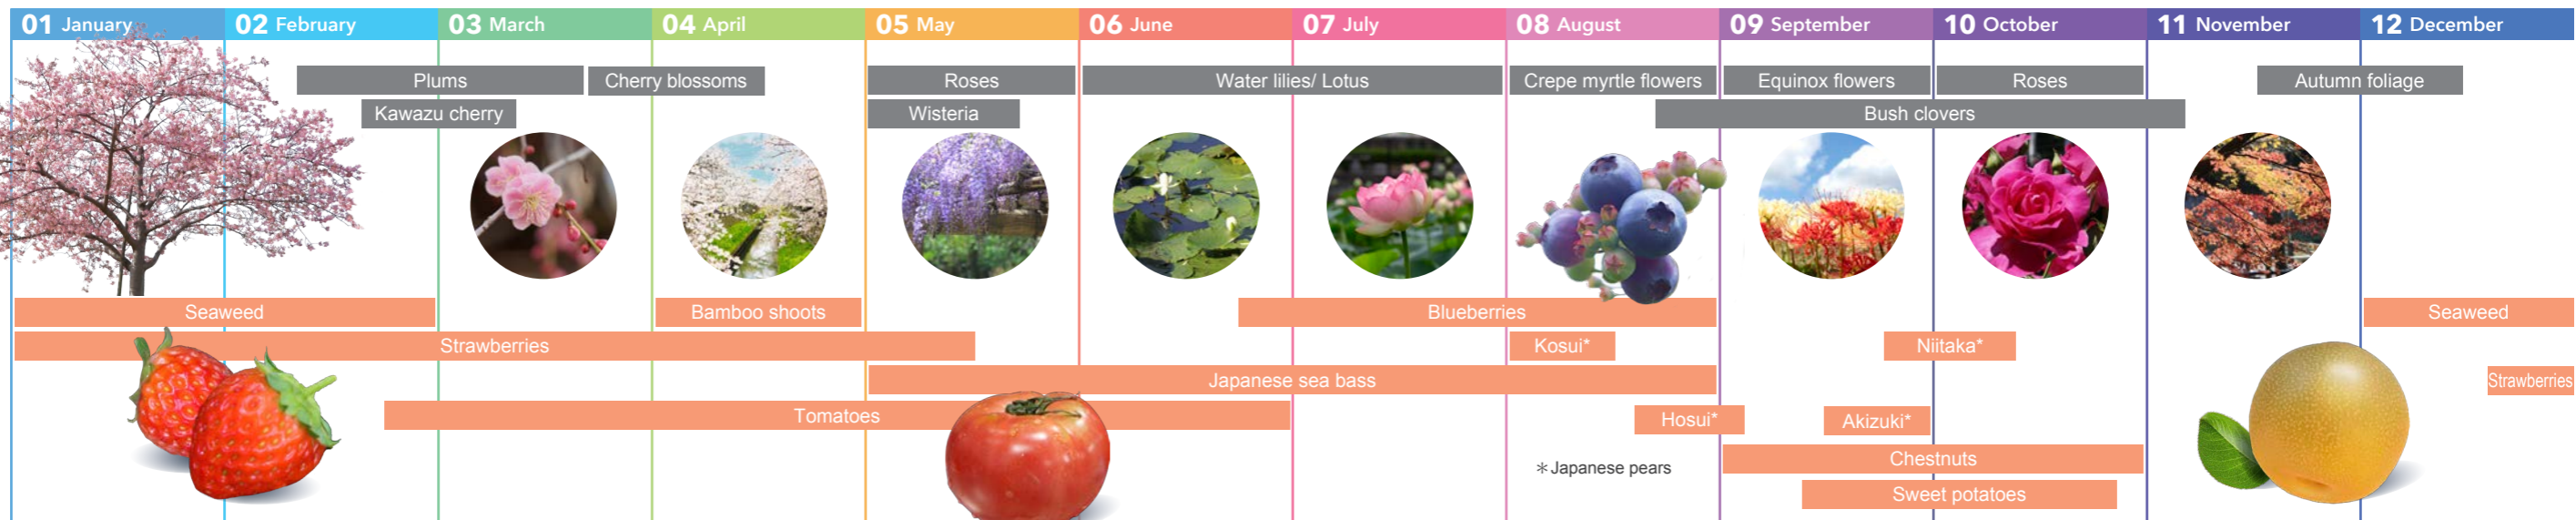 01 January 02 February 03 March 04 April 05 May 06 June 07 July 08 August 09 September 10 October 11 November 12 December
Plums Cherry blossoms Roses Water lilies/ Lotus Crepe myrtle flowers Equinox flowers Roses Autumn foliage
Kawazu cherry Wisteria Bush clovers
Seaweed Bamboo shoots Blueberries Seaweed
Strawberries Kosui* Niitaka*
Japanese sea bass Strawberries
Tomatoes Hosui* Akizuki*
Chestnuts
＊Japanese pears
Sweet potatoes